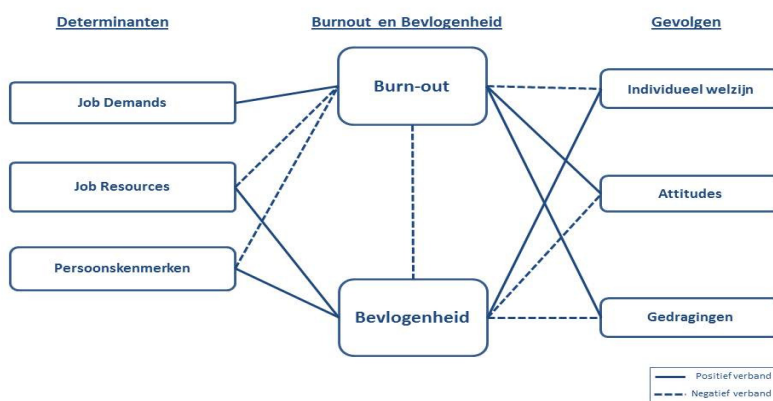 Determinanten
Burnout en Bevlogenheid
Gevolgen
Job Demands
Burn-out
Individueel welzijn
Job Resources
Attitudes
Persoonskenmerken
Bevlogenheid
Gedragingen
Positief verband
Negatief verband